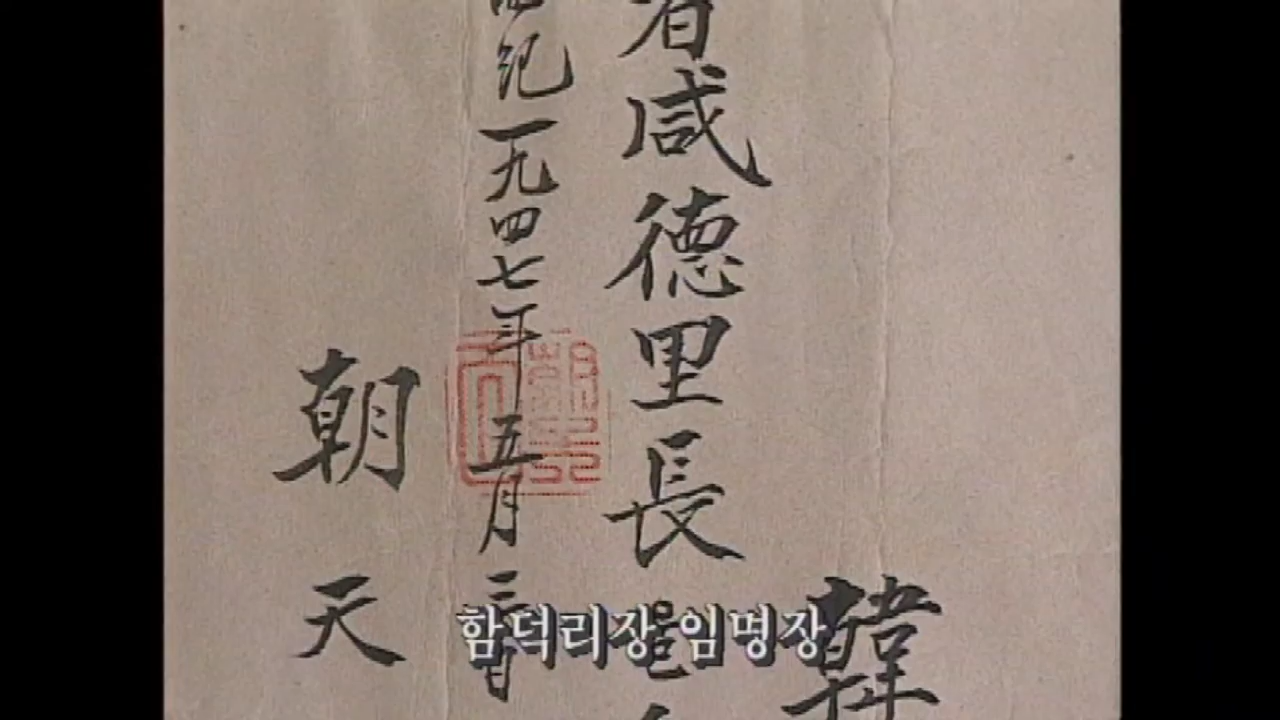 韓
咸德里長
紀一九四七年五月
朝天
함덕리장 임명장